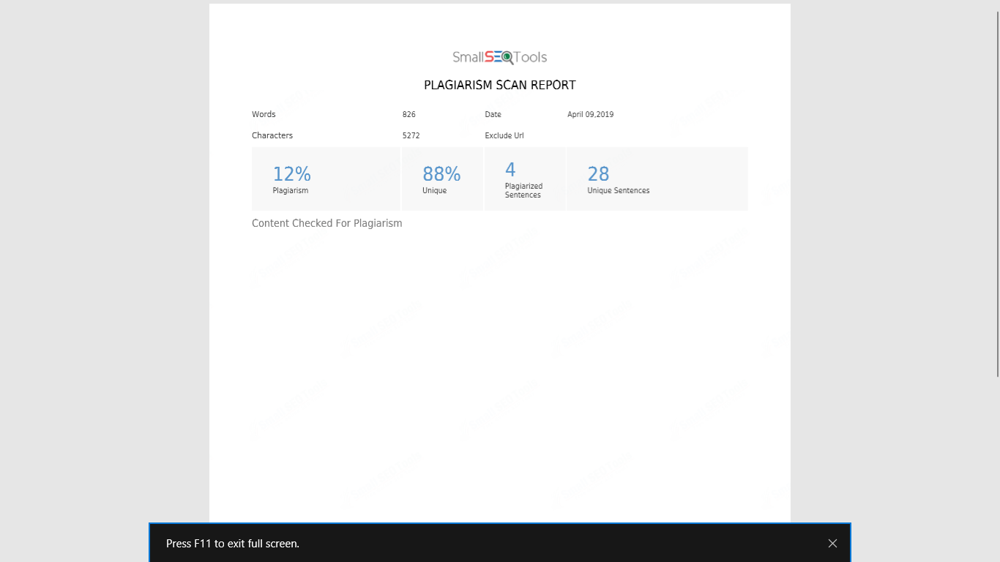 SmallSEOTools
PLAGIARISM SCAN REPORT
Words 826 Date April 09,2019
Characters 5272 Exclude Url
12% 88% 4 28
Plagiarism Unique Plagiarized Sentences Unique Sentences
Content Checked For Plagiarism
Press F11 to exit full screen.